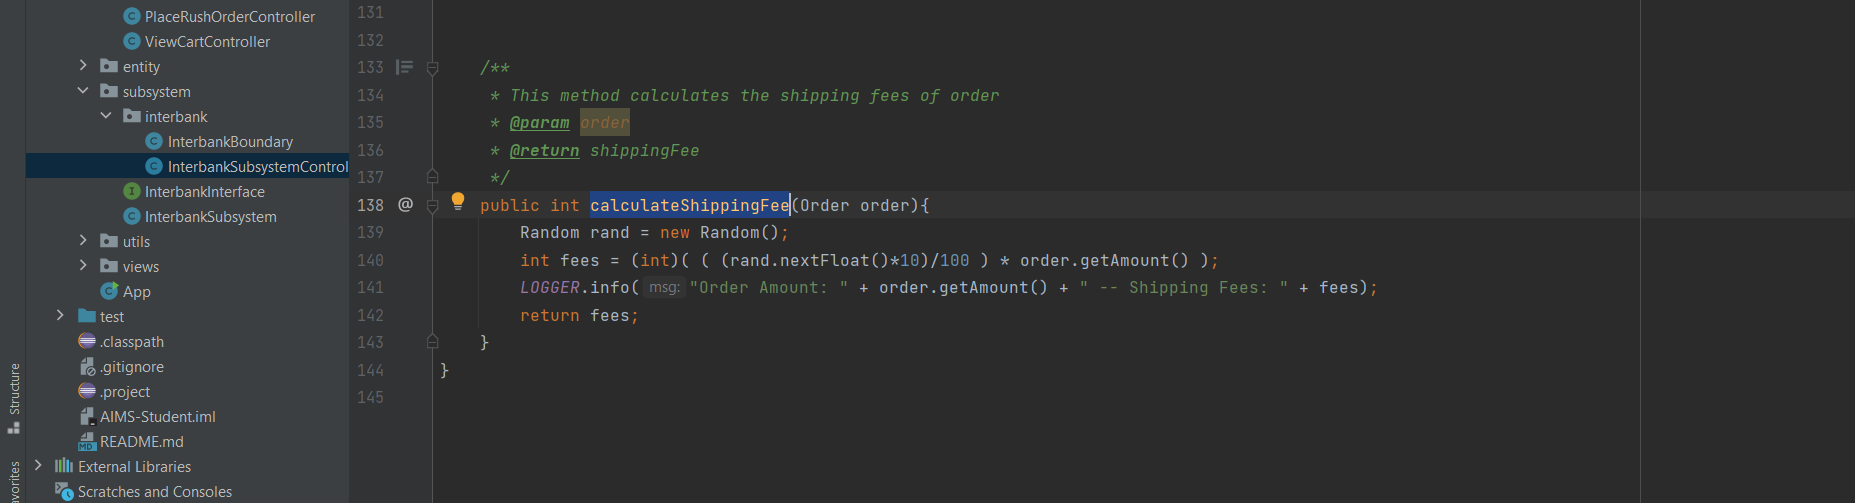 PlaceRushOrderController
ViewCartController
entity
subsystem
interbank
InterbankBoundary
InterbankSubsystemControl
InterbankInterface
InterbankSubsystem
utils
views
App
test
.classpath
.gitignore
.project
AIMS-Student.iml
README.md
External Libraries
Scratches and Consoles
Structure
avorites
131
132
133 /**
134 * This method calculates the shipping fees of order
135 * @param order
136 * @return shippingFee
137 */
138 @ public int calculateShippingFee(Order order){
139 Random rand = new Random();
140 int fees = (int)( ( (rand.nextFloat()*10)/100 ) * order.getAmount() );
141 LOGGER.info( msg: "Order Amount: " + order.getAmount() + " -- Shipping Fees: " + fees);
142 return fees;
143 }
144 }
145